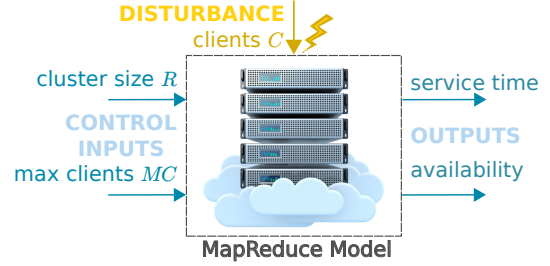 DISTURBANCE
clients C
cluster size R
service time
CONTROL
INPUTS
OUTPUTS
max clients MC
availability
MapReduce Model